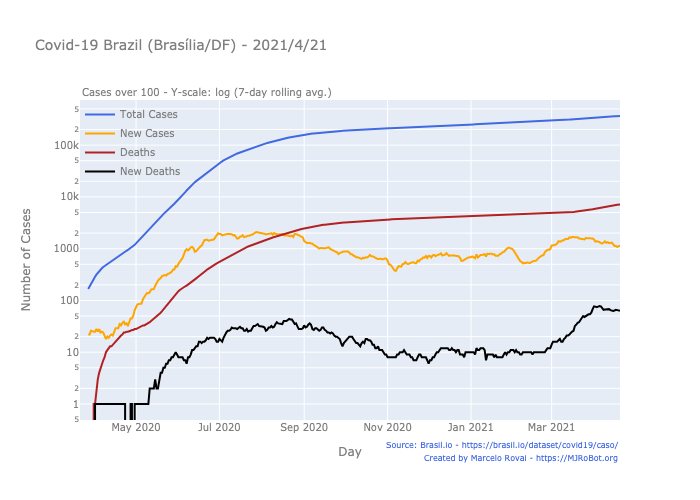 Covid-19 Brazil (Brasília/DF) - 2021/4/21
Cases over 100 - Y-scale: log (7-day rolling avg.)
Total Cases
New Cases
Deaths
New Deaths
Number of Cases
5
2
100k
5
2
10k
5
2
1000
5
2
100
5
2
10
5
2
1
5
May 2020
Jul 2020
Sep 2020
Nov 2020
Jan 2021
Mar 2021
Day
Source: Brasil.io - https://brasil.io/dataset/covid19/caso/
Created by Marcelo Rovai - https://MJRoBot.org